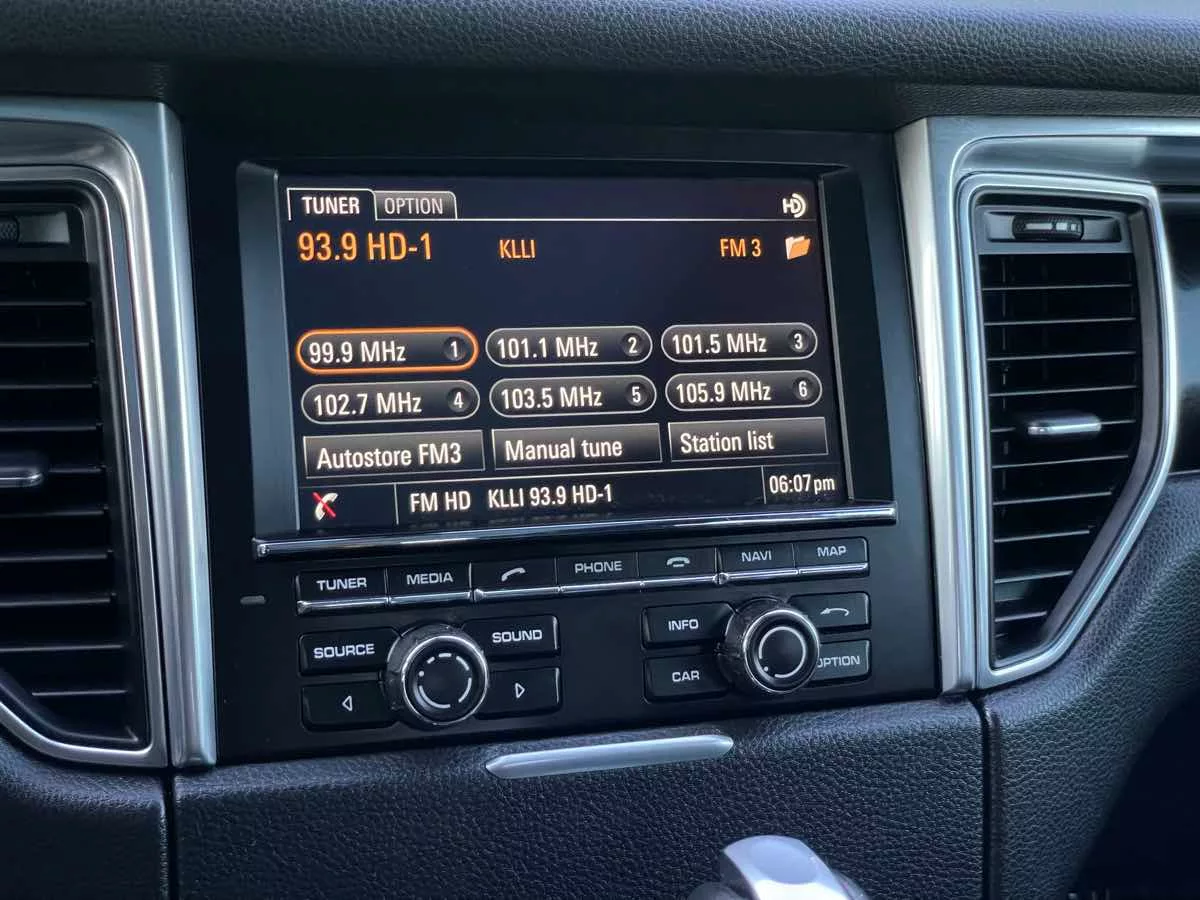 TUNER OPTION HD
93.9 HD-1 KLLI FM 3
99.9 MHz 1 101.1 MHz 2 101.5 MHz 3
102.7 MHz 4 103.5 MHz 5 105.9 MHz 6
Autostore FM3 Manual tune Station list
FM HD KLLI 93.9 HD-1 06:07pm
TUNER MEDIA PHONE NAVI MAP
SOURCE SOUND INFO
CAR OPTION